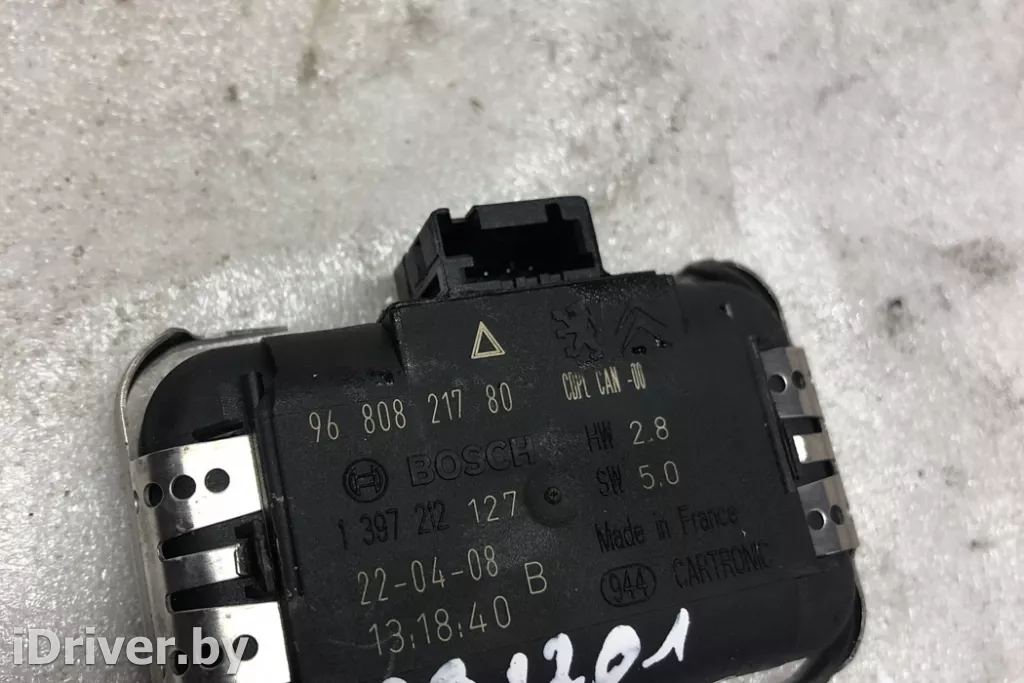 96 808 217 80
CDPL CAN -00
BOSCH
HW 2.8
1 397 212 127
SW 5.0
Made in France
22-04-08 B
944 CARTRONIC
13:18:40
iDriver.by